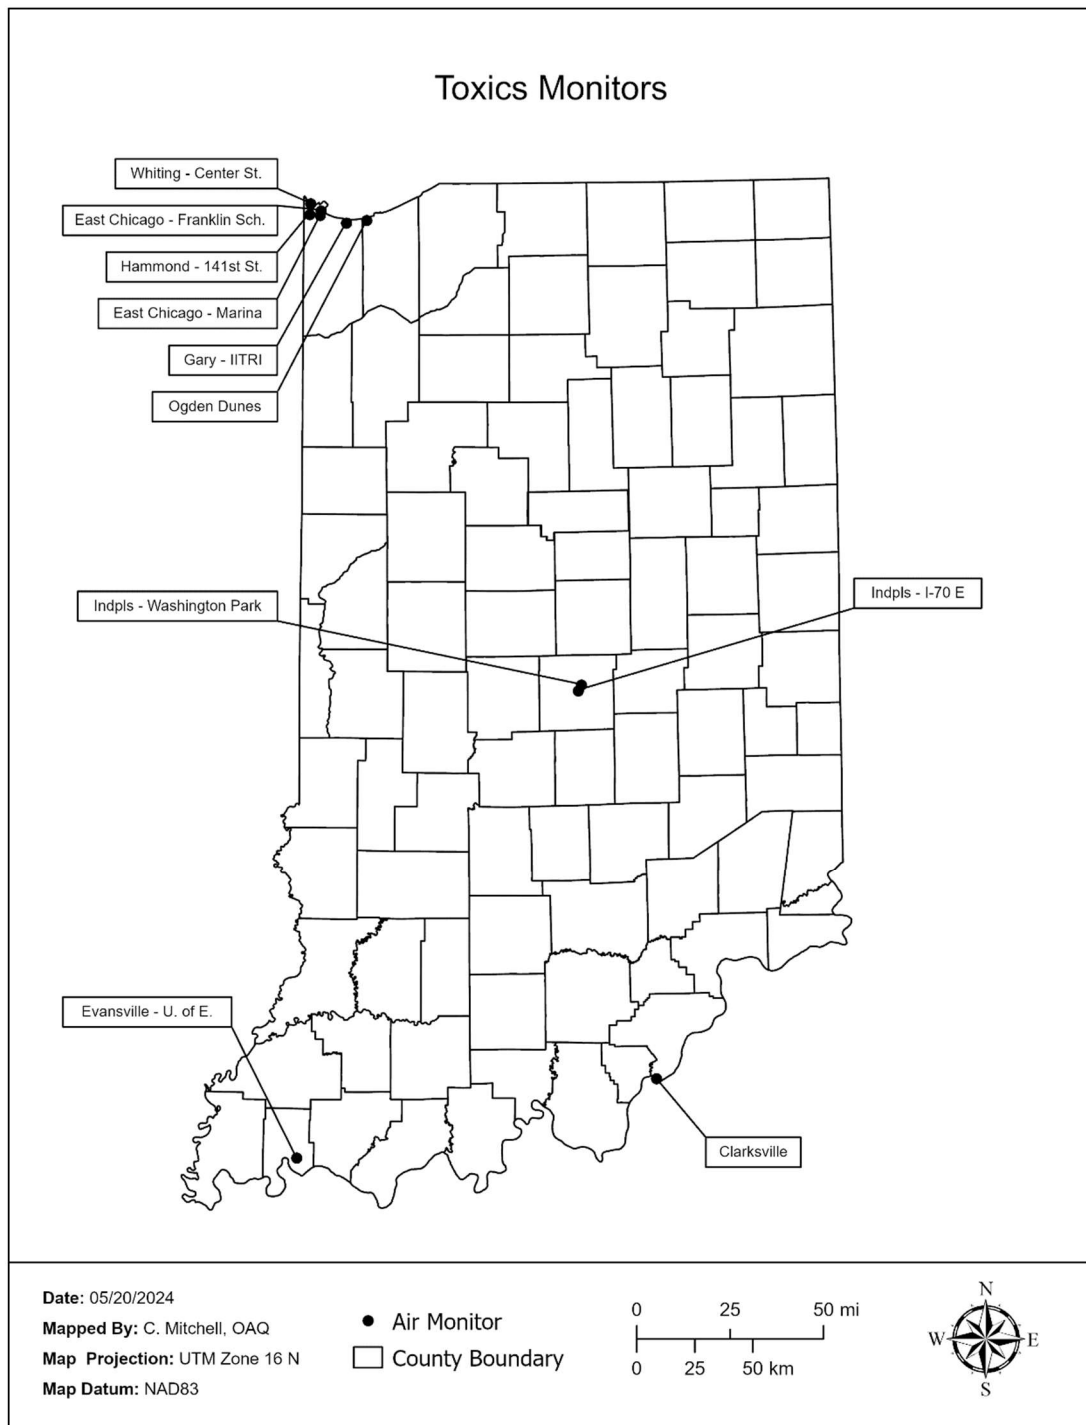 Toxics Monitors
Whiting - Center St.
East Chicago - Franklin Sch.
Hammond - 141st St.
East Chicago - Marina
Gary - IITRI
Ogden Dunes
Indpls - Washington Park
Indpls - I-70 E
Evansville - U. of E.
Clarksville
Date: 05/20/2024
Mapped By: C. Mitchell, OAQ
Map Projection: UTM Zone 16 N
Map Datum: NAD83
Air Monitor
County Boundary
0 25 50 mi
0 25 50 km
N
W E
S